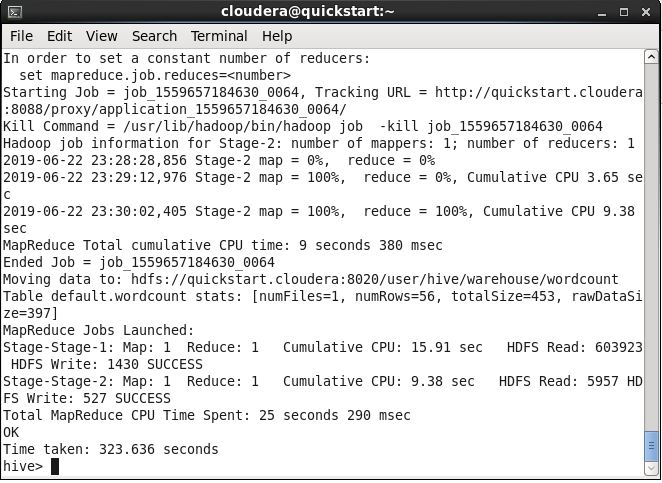 cloudera@quickstart:~
File Edit View Search Terminal Help
In order to set a constant number of reducers:
  set mapreduce.job.reduces=<number>
Starting Job = job_1559657184630_0064, Tracking URL = http://quickstart.cloudera
:8088/proxy/application_1559657184630_0064/
Kill Command = /usr/lib/hadoop/bin/hadoop job  -kill job_1559657184630_0064
Hadoop job information for Stage-2: number of mappers: 1; number of reducers: 1
2019-06-22 23:28:28,856 Stage-2 map = 0%,  reduce = 0%
2019-06-22 23:29:12,976 Stage-2 map = 100%,  reduce = 0%, Cumulative CPU 3.65 se
c
2019-06-22 23:30:02,405 Stage-2 map = 100%,  reduce = 100%, Cumulative CPU 9.38
sec
MapReduce Total cumulative CPU time: 9 seconds 380 msec
Ended Job = job_1559657184630_0064
Moving data to: hdfs://quickstart.cloudera:8020/user/hive/warehouse/wordcount
Table default.wordcount stats: [numFiles=1, numRows=56, totalSize=453, rawDataSi
ze=397]
MapReduce Jobs Launched:
Stage-Stage-1: Map: 1  Reduce: 1   Cumulative CPU: 15.91 sec   HDFS Read: 603923
 HDFS Write: 1430 SUCCESS
Stage-Stage-2: Map: 1  Reduce: 1   Cumulative CPU: 9.38 sec   HDFS Read: 5957 HD
FS Write: 527 SUCCESS
Total MapReduce CPU Time Spent: 25 seconds 290 msec
OK
Time taken: 323.636 seconds
hive>